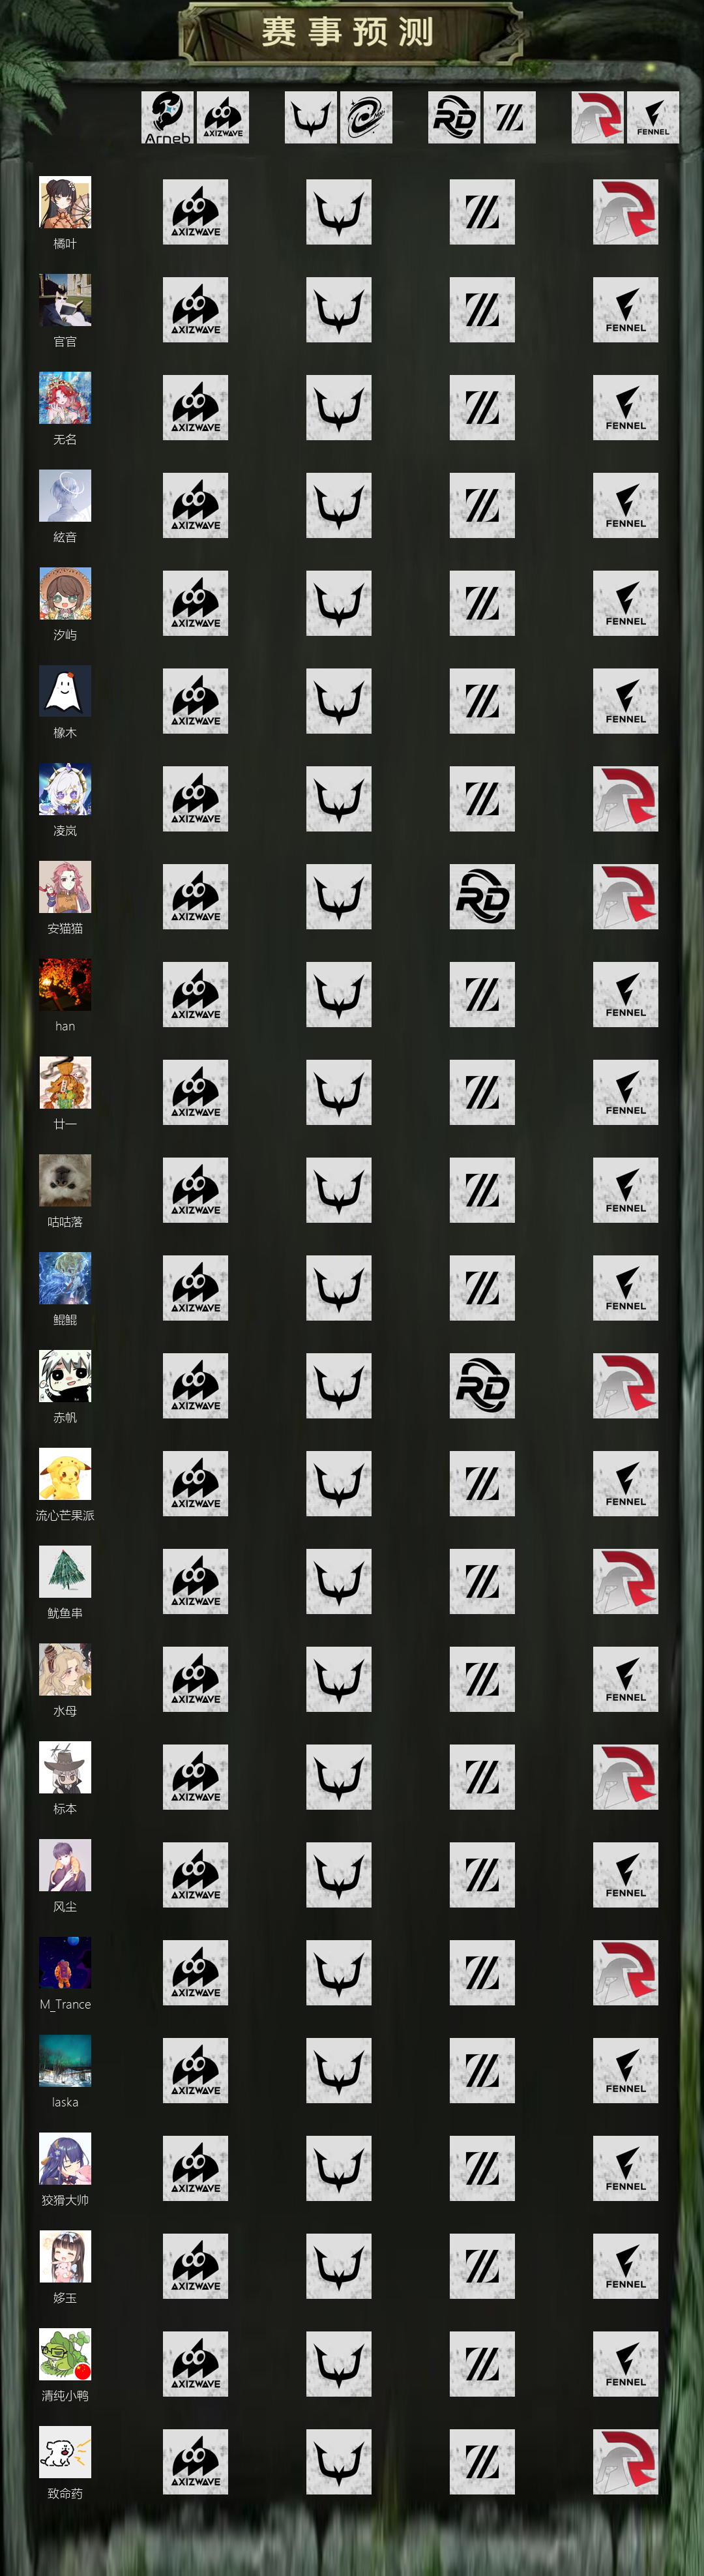 赛事预测
Arneb AXIZWAVE RD FENNEL
AXIZWAVE
橘叶
AXIZWAVE FENNEL
官官
AXIZWAVE FENNEL
无名
AXIZWAVE FENNEL
絃音
AXIZWAVE FENNEL
汐屿
AXIZWAVE FENNEL
橡木
AXIZWAVE
凌岚
AXIZWAVE RD
安猫猫
AXIZWAVE FENNEL
han
AXIZWAVE FENNEL
廿一
AXIZWAVE FENNEL
咕咕落
AXIZWAVE FENNEL
鲲鲲
AXIZWAVE RD
赤帆
AXIZWAVE FENNEL
流心芒果派
AXIZWAVE
鱿鱼串
AXIZWAVE FENNEL
水母
AXIZWAVE
标本
AXIZWAVE FENNEL
风尘
AXIZWAVE
M_Trance
AXIZWAVE FENNEL
laska
AXIZWAVE FENNEL
狡猾大帅
AXIZWAVE FENNEL
姼玉
AXIZWAVE FENNEL
清纯小鸭
AXIZWAVE
致命药